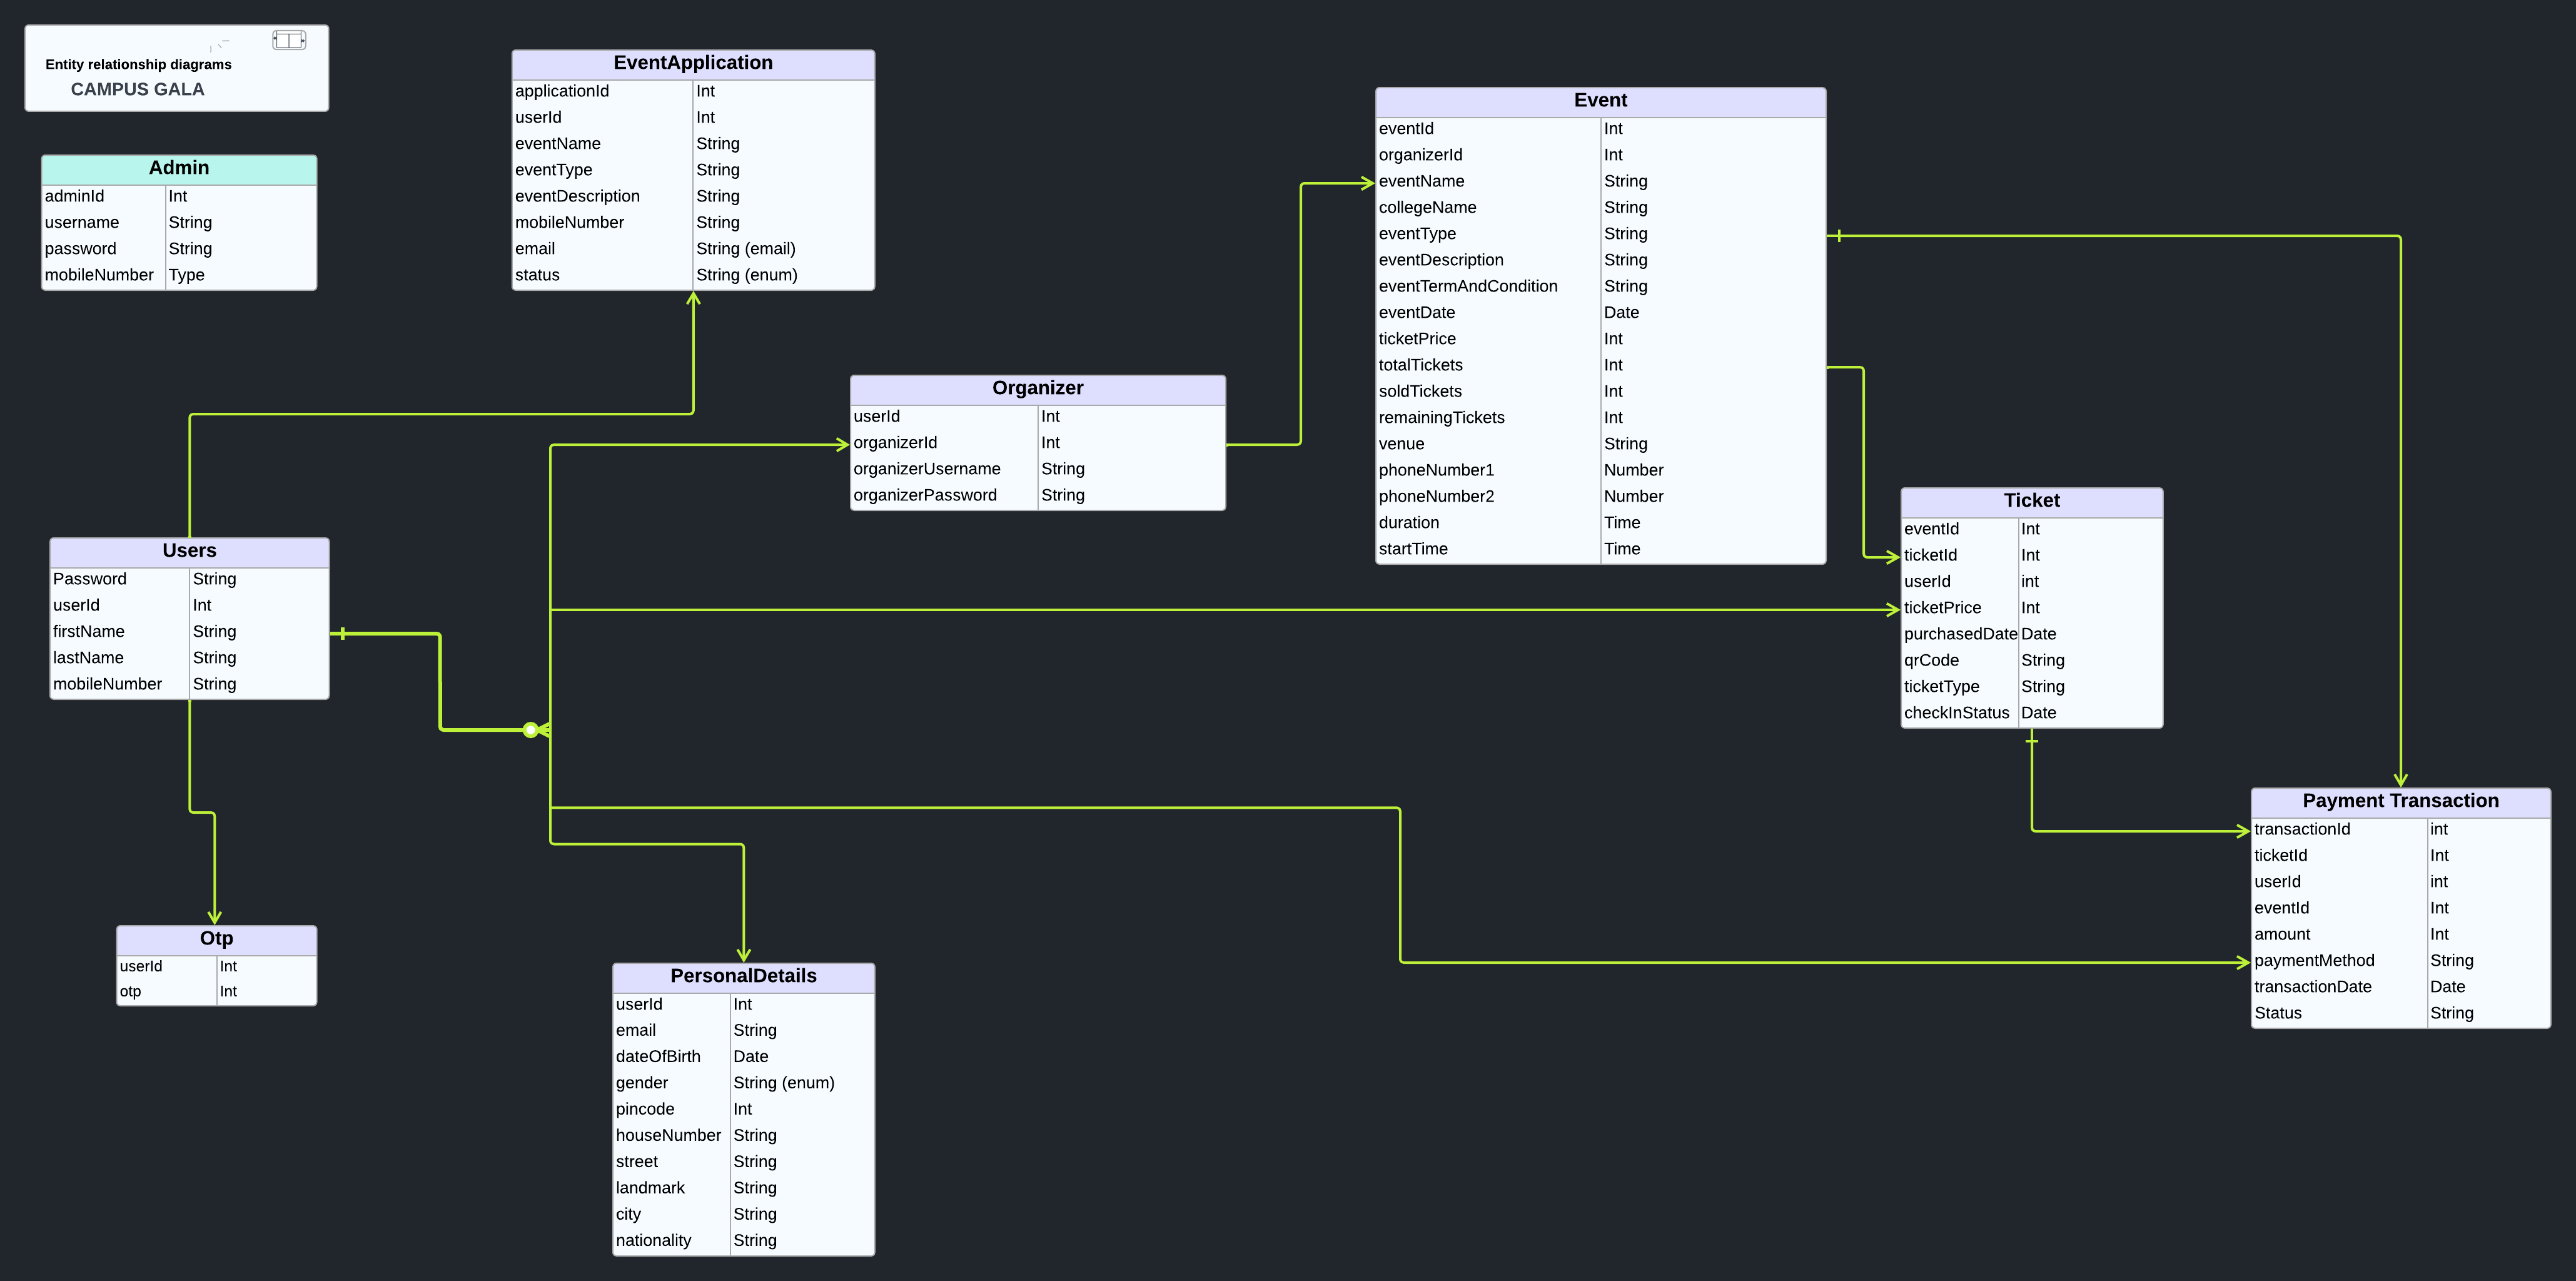 Entity relationship diagrams
CAMPUS GALA
Admin
adminId Int
username String
password String
mobileNumber Type
EventApplication
applicationId Int
userId Int
eventName String
eventType String
eventDescription String
mobileNumber String
email String (email)
status String (enum)
Event
eventId Int
organizerId Int
eventName String
collegeName String
eventType String
eventDescription String
eventTermAndCondition String
eventDate Date
ticketPrice Int
totalTickets Int
soldTickets Int
remainingTickets Int
venue String
phoneNumber1 Number
phoneNumber2 Number
duration Time
startTime Time
Organizer
userId Int
organizerId Int
organizerUsername String
organizerPassword String
Users
Password String
userId Int
firstName String
lastName String
mobileNumber String
Ticket
eventId Int
ticketId Int
userId int
ticketPrice Int
purchasedDate Date
qrCode String
ticketType String
checkInStatus Date
Payment Transaction
transactionId int
ticketId Int
userId int
eventId Int
amount Int
paymentMethod String
transactionDate Date
Status String
Otp
userId Int
otp Int
PersonalDetails
userId Int
email String
dateOfBirth Date
gender String (enum)
pincode Int
houseNumber String
street String
landmark String
city String
nationality String